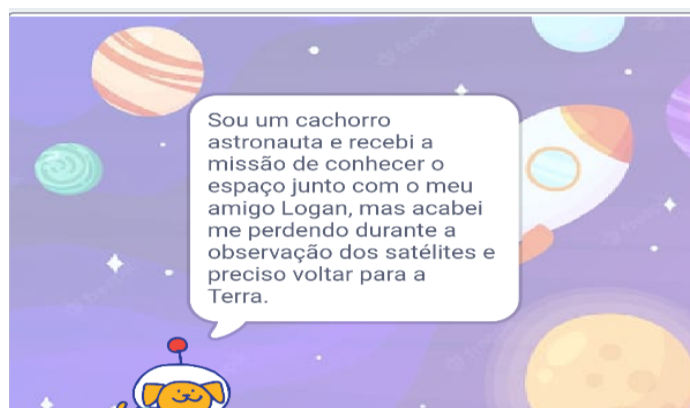 Sou um cachorro
astronauta e recebi a
missão de conhecer o
espaço junto com o meu
amigo Logan, mas acabei
me perdendo durante a
observação dos satélites e
preciso voltar para a
Terra.